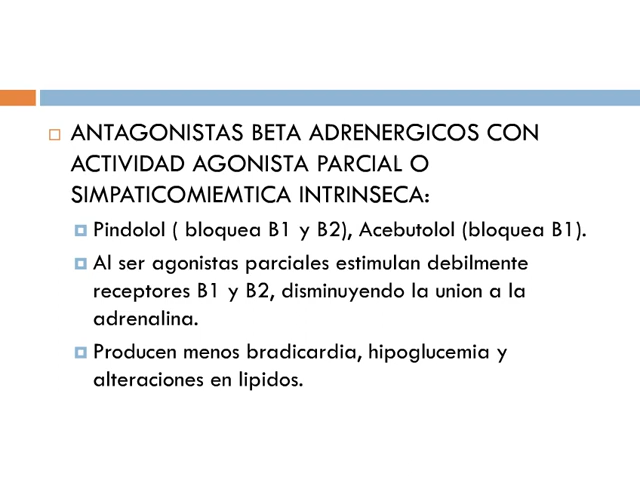 ANTAGONISTAS BETA ADRENERGICOS CON
ACTIVIDAD AGONISTA PARCIAL O
SIMPATICOMIEMTICA INTRINSECA:
Pindolol ( bloquea B1 y B2), Acebutolol (bloquea B1).
Al ser agonistas parciales estimulan debilmente
receptores B1 y B2, disminuyendo la union a la
adrenalina.
Producen menos bradicardia, hipoglucemia y
alteraciones en lipidos.